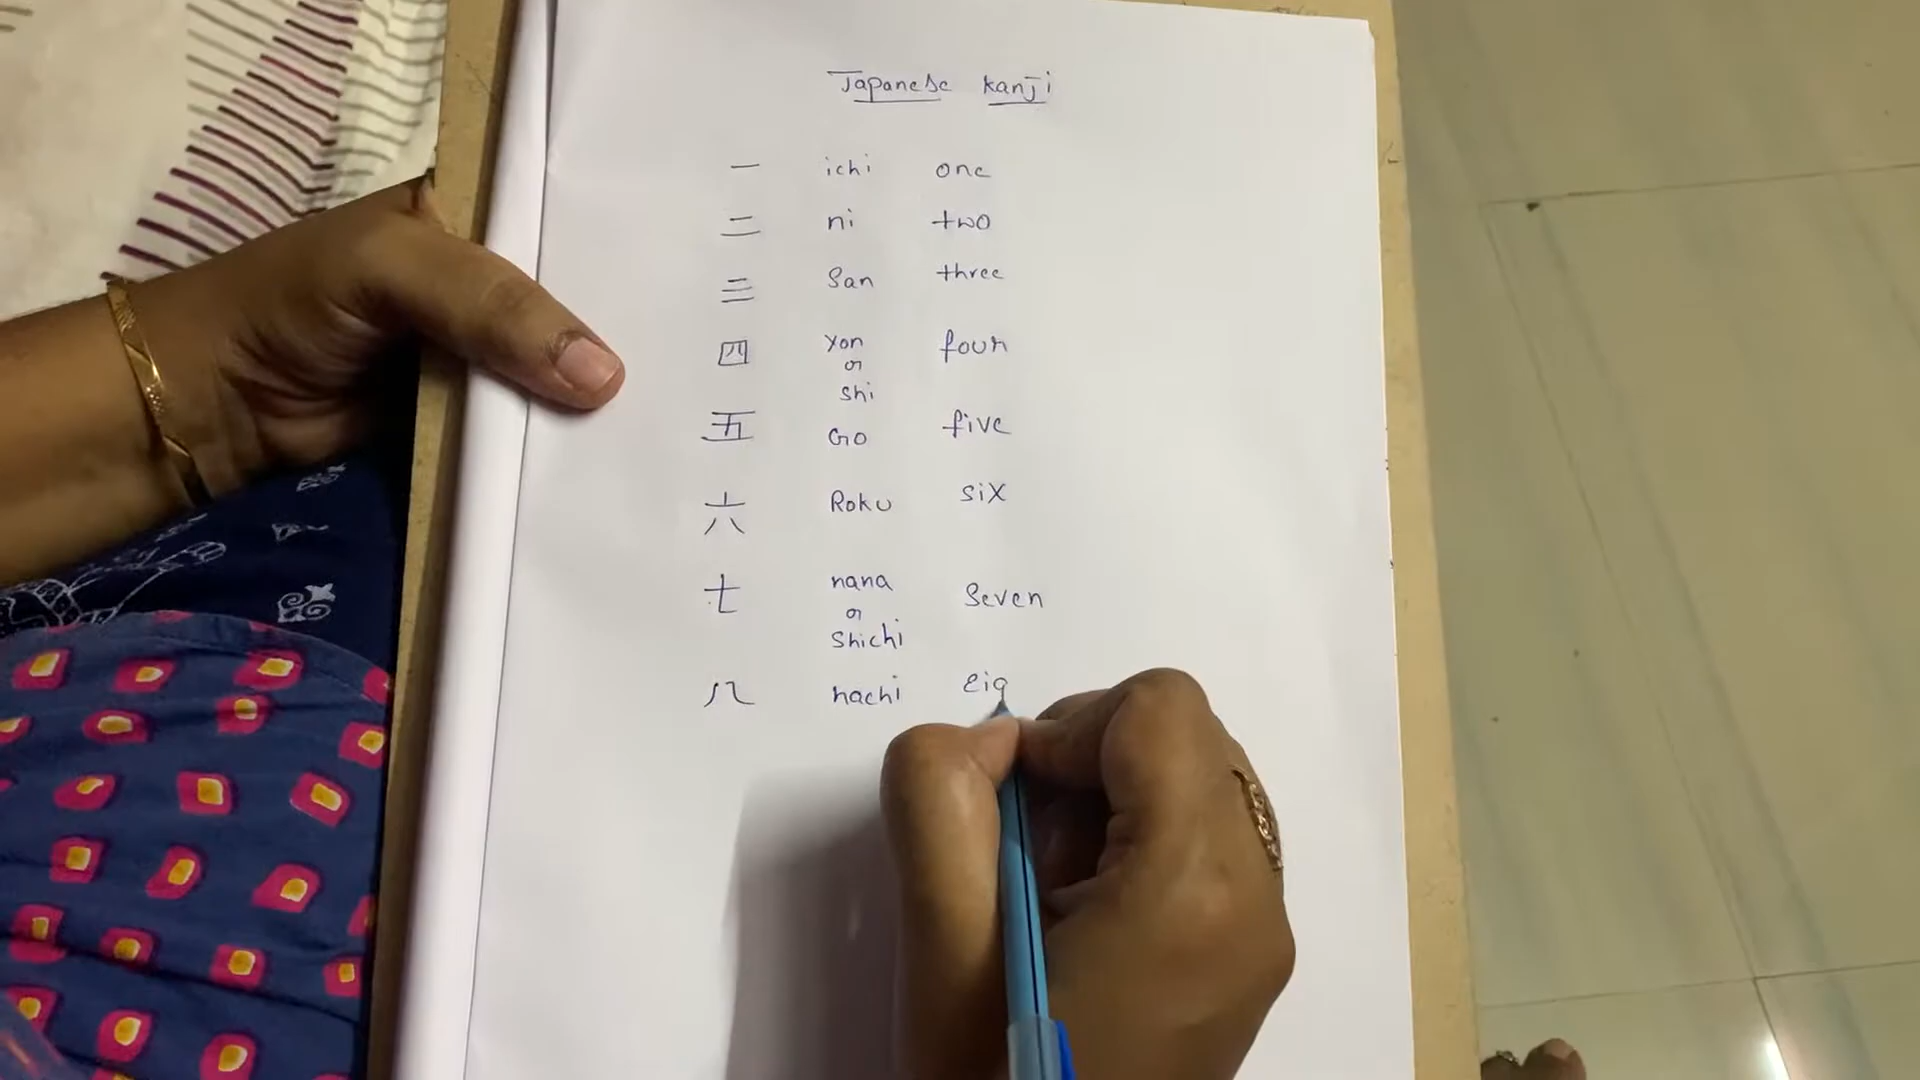 Japanese Kanji
一 ichi one
二 ni two
三 San three
四 Yon or shi four
五 Go five
六 Roku six
七 nana or Shichi Seven
八 hachi eig